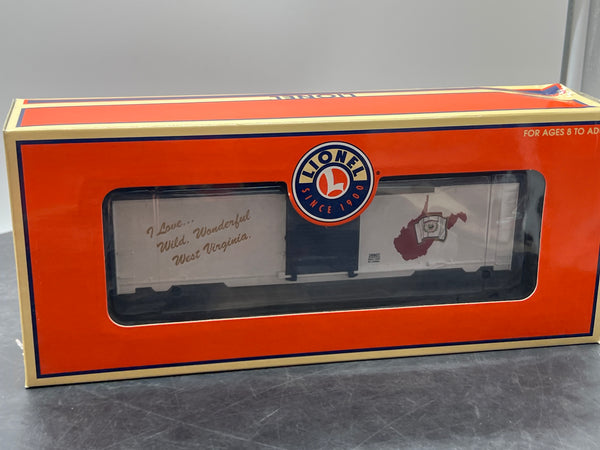 LIONEL
FOR AGES 8 TO AD
LIONEL
L
SINCE 1900
I Love...
Wild, Wonderful
West Virginia.